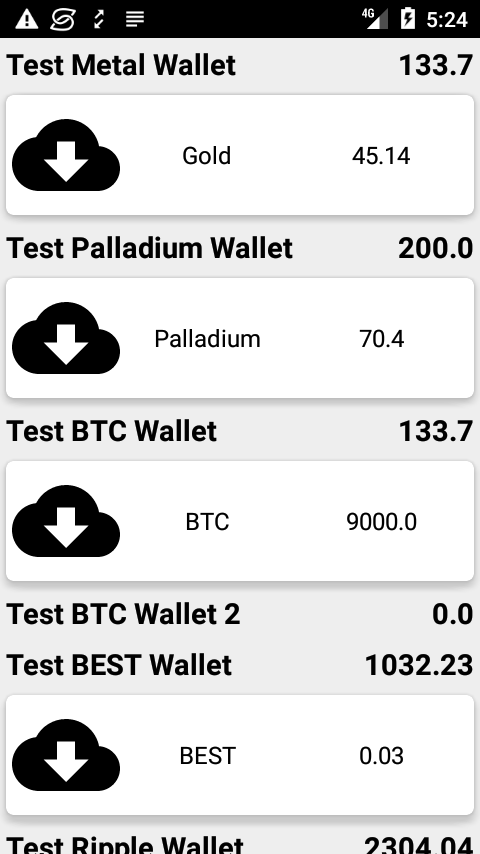 4G 5:24
Test Metal Wallet 133.7
Gold 45.14
Test Palladium Wallet 200.0
Palladium 70.4
Test BTC Wallet 133.7
BTC 9000.0
Test BTC Wallet 2 0.0
Test BEST Wallet 1032.23
BEST 0.03
Test Ripple Wallet 2304.04